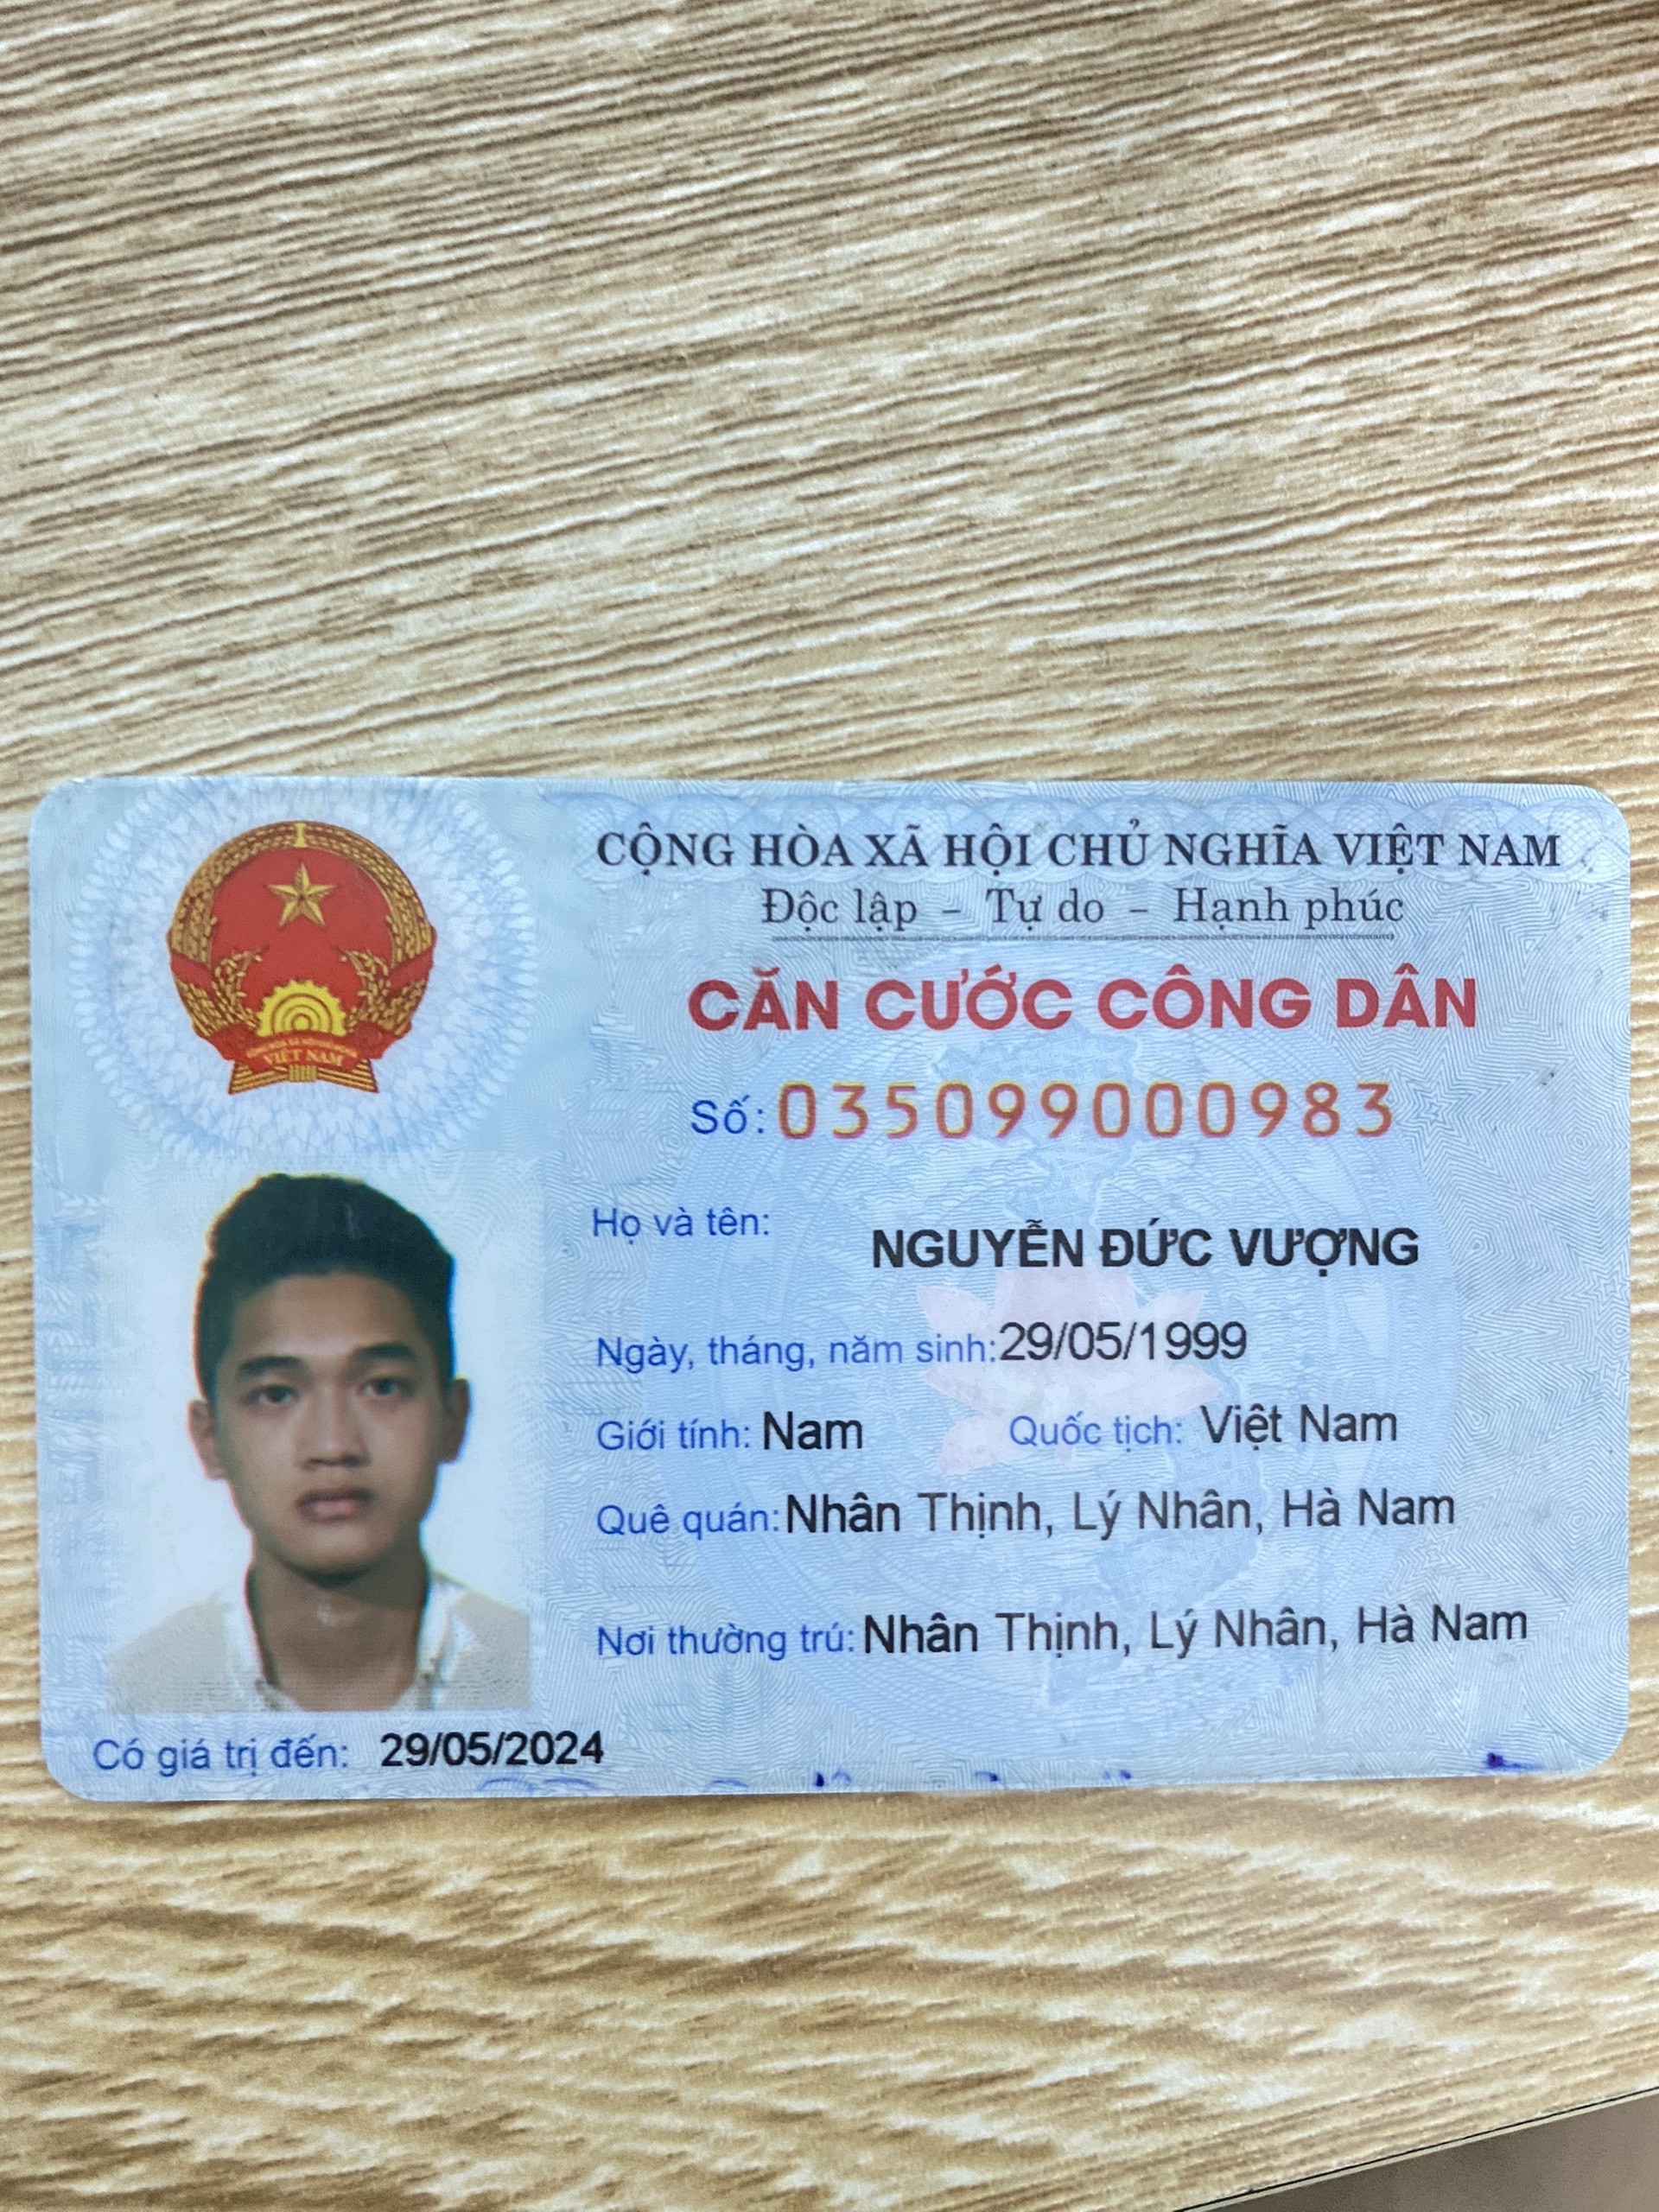 CỘNG HÒA XÃ HỘI CHỦ NGHĨA VIỆT NAM
Độc lập - Tự do - Hạnh phúc
CĂN CƯỚC CÔNG DÂN
Số: 035099000983
Họ và tên: NGUYỄN ĐỨC VƯỢNG
Ngày, tháng, năm sinh: 29/05/1999
Giới tính: Nam Quốc tịch: Việt Nam
Quê quán: Nhân Thịnh, Lý Nhân, Hà Nam
Nơi thường trú: Nhân Thịnh, Lý Nhân, Hà Nam
Có giá trị đến: 29/05/2024
VIỆT NAM